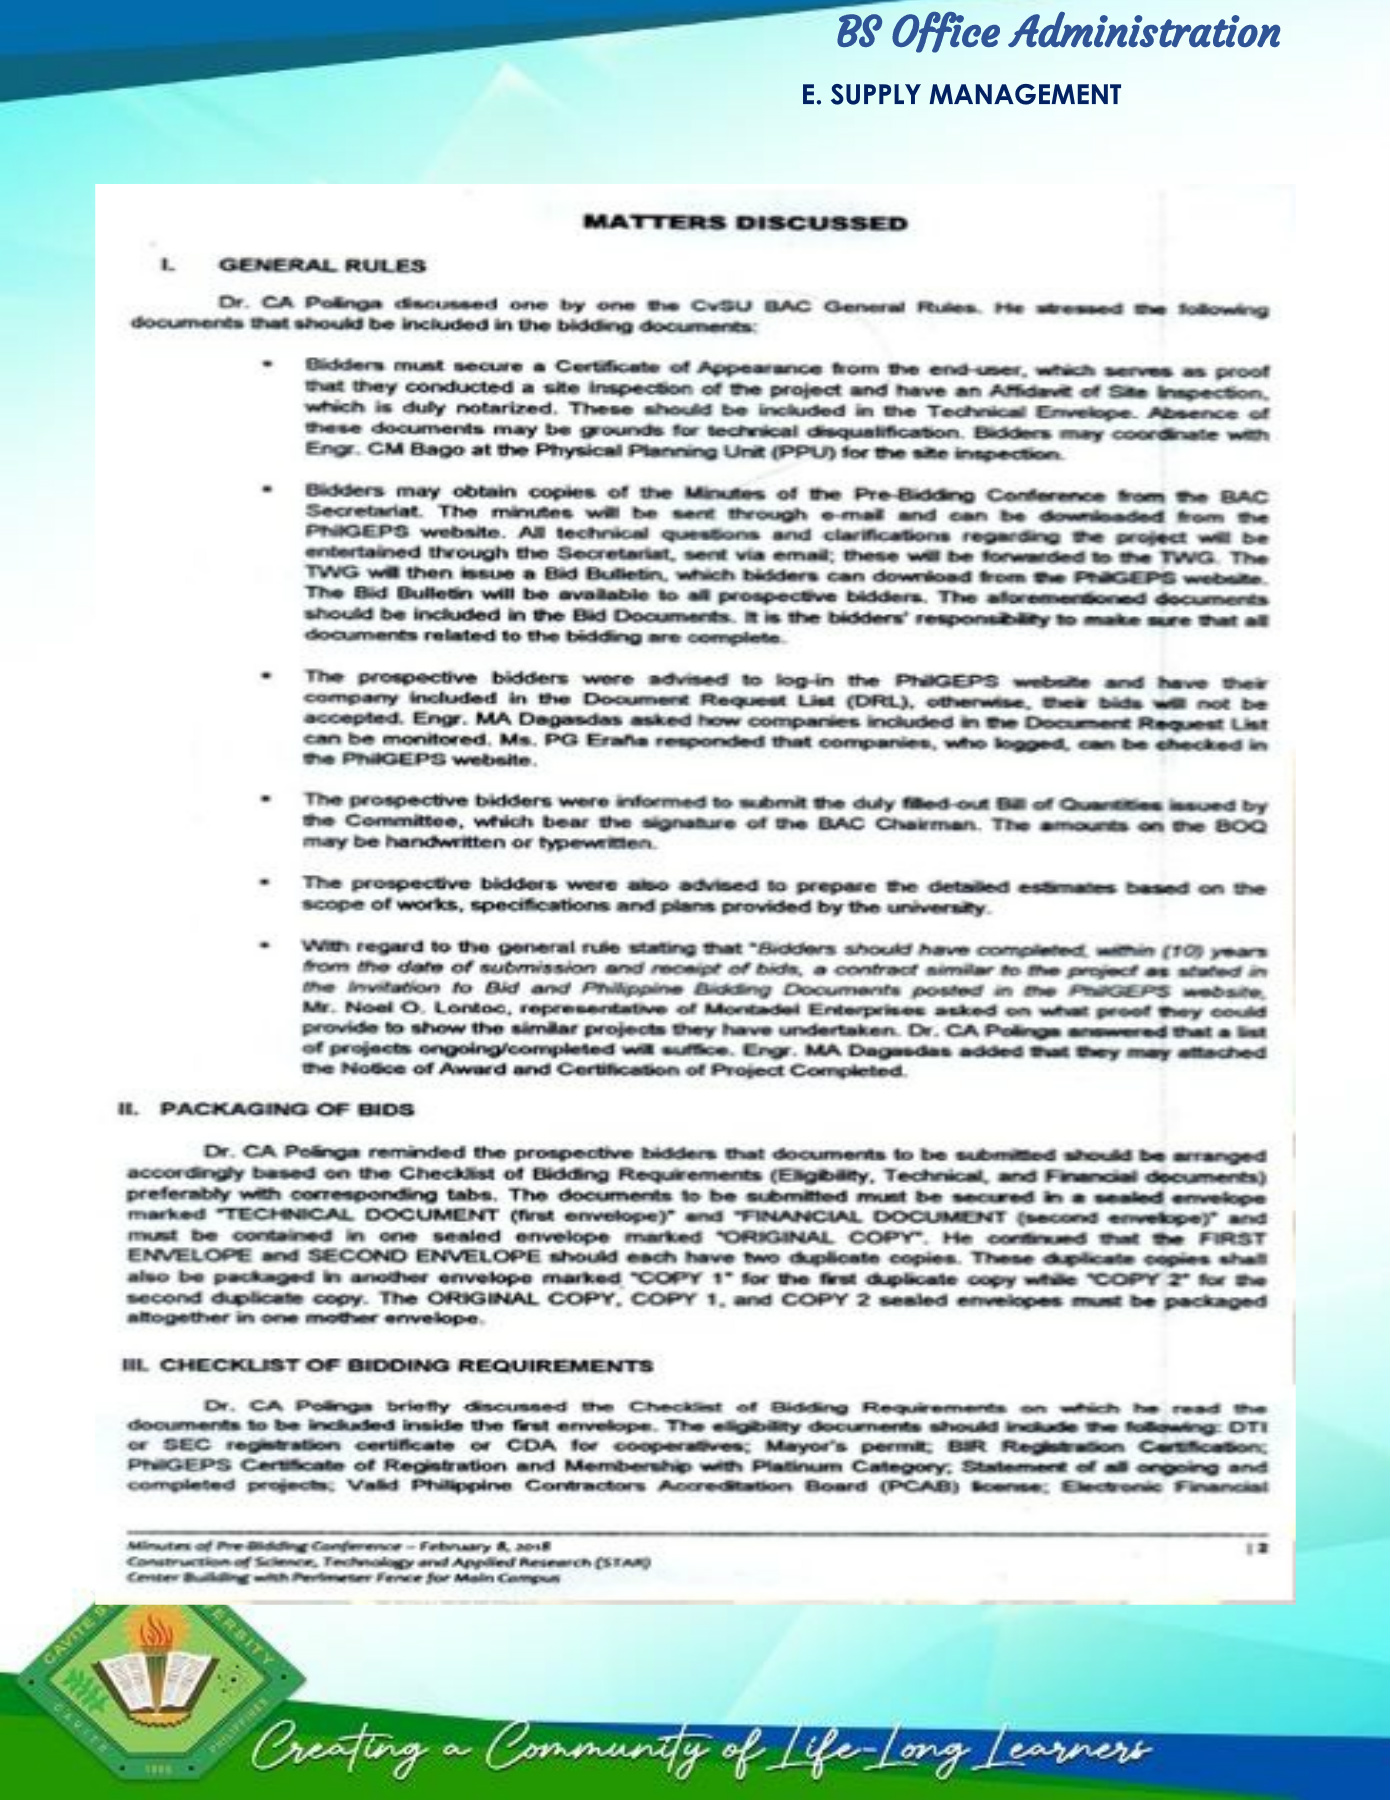 BS Office Administration
E. SUPPLY MANAGEMENT
MATTERS DISCUSSED
I. GENERAL RULES
Dr. CA Polinga discussed one by one the CvSU BAC General Rules. He stressed the following
documents that should be included in the bidding documents:
• Bidders must secure a Certificate of Appearance from the end-user, which serves as proof
that they conducted a site inspection of the project and have an Affidavit of Site Inspection,
which is duly notarized. These should be included in the Technical Envelope. Absence of
these documents may be grounds for technical disqualification. Bidders may coordinate with
Engr. CM Bago at the Physical Planning Unit (PPU) for the site inspection.
• Bidders may obtain copies of the Minutes of the Pre-Bidding Conference from the BAC
Secretariat. The minutes will be sent through e-mail and can be downloaded from the
PhilGEPS website. All technical questions and clarifications regarding the project will be
entertained through the Secretariat, sent via email; these will be forwarded to the TWG. The
TWG will then issue a Bid Bulletin, which bidders can download from the PhilGEPS website.
The Bid Bulletin will be available to all prospective bidders. The aforementioned documents
should be included in the Bid Documents. It is the bidders' responsibility to make sure that all
documents related to the bidding are complete.
• The prospective bidders were advised to log-in the PhilGEPS website and have their
company included in the Document Request List (DRL), otherwise, their bids will not be
accepted. Engr. MA Dagasdas asked how companies included in the Document Request List
can be monitored. Ms. PG Eraña responded that companies, who logged, can be checked in
the PhilGEPS website.
• The prospective bidders were informed to submit the duly filled-out Bill of Quantities issued by
the Committee, which bear the signature of the BAC Chairman. The amounts on the BOQ
may be handwritten or typewritten.
• The prospective bidders were also advised to prepare the detailed estimates based on the
scope of works, specifications and plans provided by the university.
• With regard to the general rule stating that "Bidders should have completed, within (10) years
from the date of submission and receipt of bids, a contract similar to the project as stated in
the Invitation to Bid and Philippine Bidding Documents posted in the PhilGEPS website,
Mr. Noel O. Lontoc, representative of Montadel Enterprises asked on what proof they could
provide to show the similar projects they have undertaken. Dr. CA Polinga answered that a list
of projects ongoing/completed will suffice. Engr. MA Dagasdas added that they may attached
the Notice of Award and Certification of Project Completed.
II. PACKAGING OF BIDS
Dr. CA Polinga reminded the prospective bidders that documents to be submitted should be arranged
accordingly based on the Checklist of Bidding Requirements (Eligibility, Technical, and Financial documents)
preferably with corresponding tabs. The documents to be submitted must be secured in a sealed envelope
marked "TECHNICAL DOCUMENT (first envelope)" and "FINANCIAL DOCUMENT (second envelope)" and
must be contained in one sealed envelope marked "ORIGINAL COPY". He continued that the FIRST
ENVELOPE and SECOND ENVELOPE should each have two duplicate copies. These duplicate copies shall
also be packaged in another envelope marked "COPY 1" for the first duplicate copy while "COPY 2" for the
second duplicate copy. The ORIGINAL COPY, COPY 1, and COPY 2 sealed envelopes must be packaged
altogether in one mother envelope.
III. CHECKLIST OF BIDDING REQUIREMENTS
Dr. CA Polinga briefly discussed the Checklist of Bidding Requirements on which he read the
documents to be included inside the first envelope. The eligibility documents should include the following: DTI
or SEC registration certificate or CDA for cooperatives; Mayor's permit; BIR Registration Certification;
PhilGEPS Certificate of Registration and Membership with Platinum Category; Statement of all ongoing and
completed projects; Valid Philippine Contractors Accreditation Board (PCAB) license; Electronic Financial
Minutes of Pre-Bidding Conference – February 8, 2018
| 2
Construction of Science, Technology and Applied Research (STAR)
Center Building with Perimeter Fence for Main Campus
CAVITE S ERSITY
CAVITE
PHILIPPINES
1906
Creating a Community of Life-Long Learners